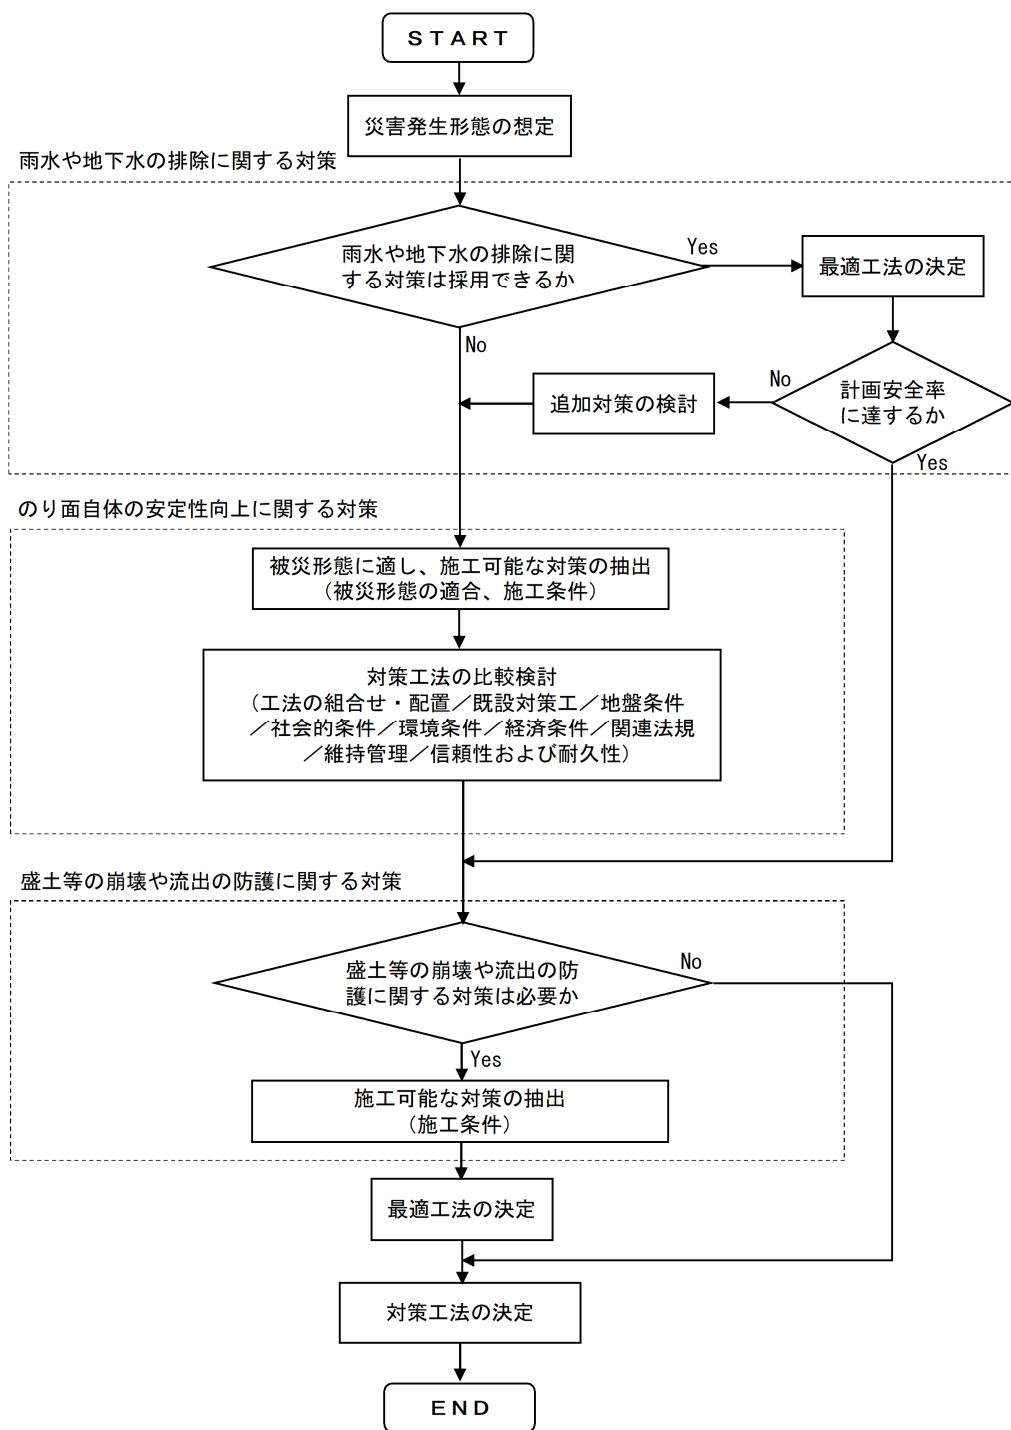 START
災害発生形態の想定
雨水や地下水の排除に関する対策
雨水や地下水の排除に関
する対策は採用できるか
Yes
最適工法の決定
No
計画安全率
に達するか
No
追加対策の検討
Yes
のり面自体の安定性向上に関する対策
被災形態に適し、施工可能な対策の抽出
(被災形態の適合、施工条件)
対策工法の比較検討
(工法の組合せ・配置/既設対策工/地盤条件
/社会的条件/環境条件/経済条件/関連法規
/維持管理/信頼性および耐久性)
盛土等の崩壊や流出の防護に関する対策
盛土等の崩壊や流出の防
護に関する対策は必要か
No
Yes
施工可能な対策の抽出
(施工条件)
最適工法の決定
対策工法の決定
END